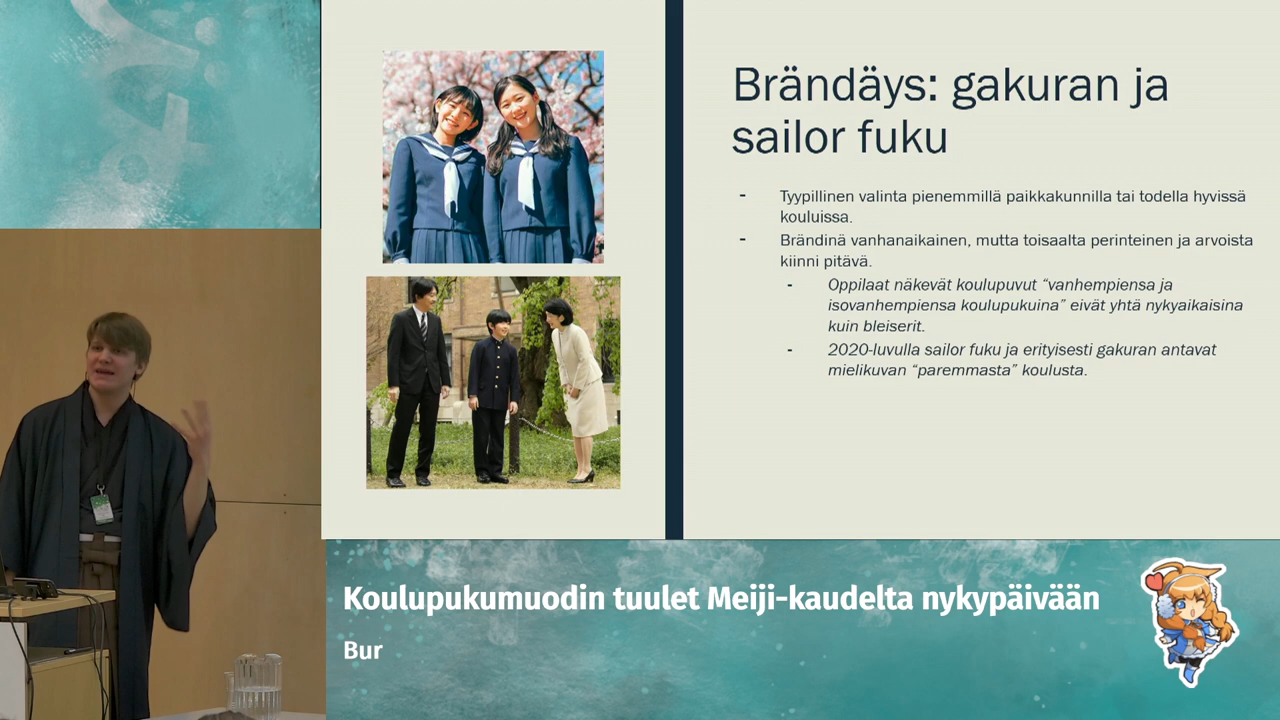 Brändäys: gakuran ja
sailor fuku
- Tyypillinen valinta pienemmillä paikkakunnilla tai todella hyvissä
kouluissa.
- Brändinä vanhanaikainen, mutta toisaalta perinteinen ja arvoista
kiinni pitävä.
- Oppilaat näkevät koulupuvut “vanhempiensa ja
isovanhempiensa koulupukuina” eivät yhtä nykyaikaisina
kuin bleiserit.
- 2020-luvulla sailor fuku ja erityisesti gakuran antavat
mielikuvan “paremmasta” koulusta.
Koulupukumuodin tuulet Meiji-kaudelta nykypäivään
Bur